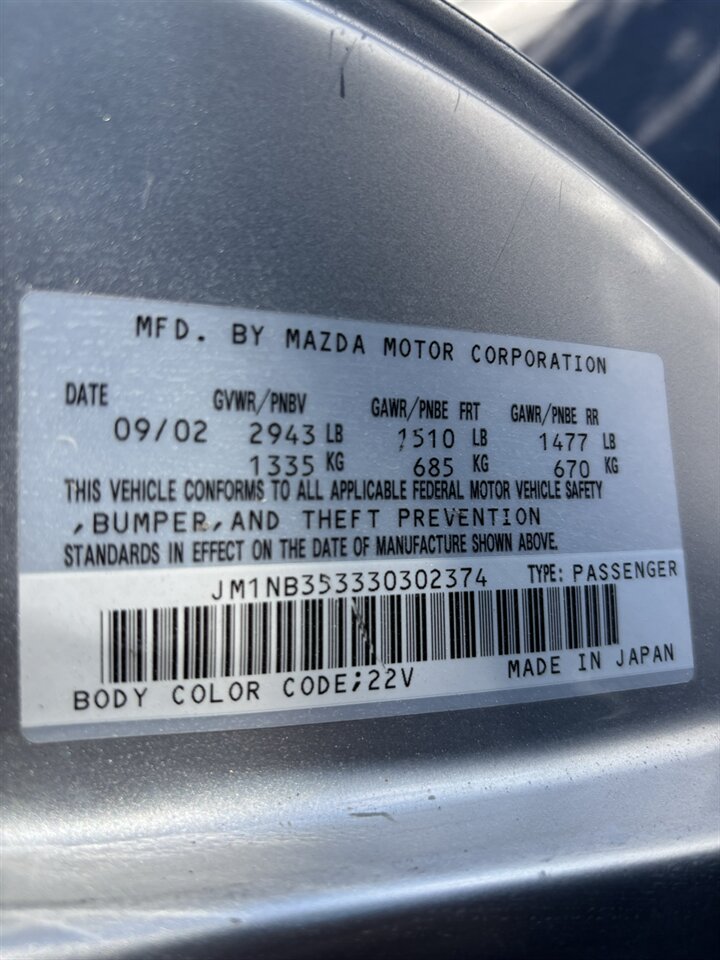 MFD. BY MAZDA MOTOR CORPORATION
DATE GVWR/PNBV GAWR/PNBE FRT GAWR/PNBE RR
09/02 2943 LB 1510 LB 1477 LB
1335 KG 685 KG 670 KG
THIS VEHICLE CONFORMS TO ALL APPLICABLE FEDERAL MOTOR VEHICLE SAFETY
,BUMPER,AND THEFT PREVENTION
STANDARDS IN EFFECT ON THE DATE OF MANUFACTURE SHOWN ABOVE.
JM1NB353330302374 TYPE: PASSENGER
BODY COLOR CODE;22V MADE IN JAPAN